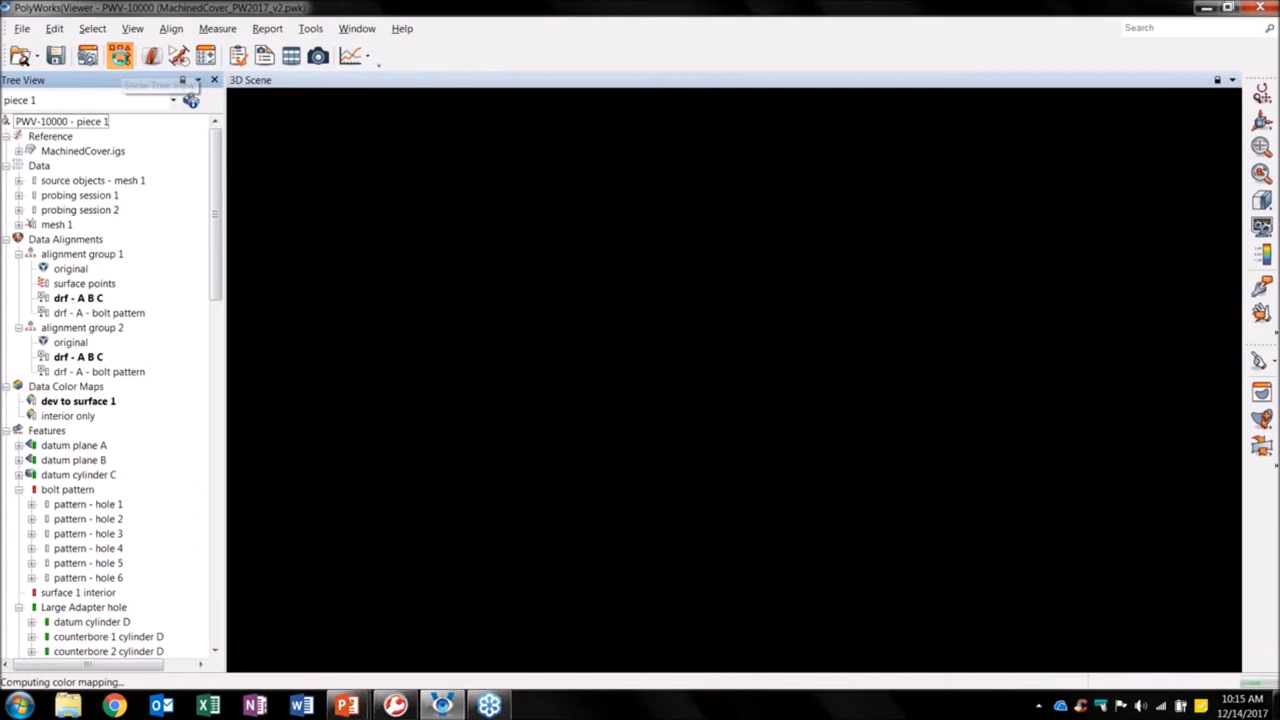 PolyWorks|Viewer - PWV-10000 (MachinedCover_PW2017_v2.pwk)
File Edit Select View Align Measure Report Tools Window Help
Search
Tree View
Show Tree View
3D Scene
piece 1
PWV-10000 - piece 1
Reference
MachinedCover.igs
Data
source objects - mesh 1
probing session 1
probing session 2
mesh 1
Data Alignments
alignment group 1
original
surface points
drf - A B C
drf - A - bolt pattern
alignment group 2
original
drf - A B C
drf - A - bolt pattern
Data Color Maps
dev to surface 1
interior only
Features
datum plane A
datum plane B
datum cylinder C
bolt pattern
pattern - hole 1
pattern - hole 2
pattern - hole 3
pattern - hole 4
pattern - hole 5
pattern - hole 6
surface 1 interior
Large Adapter hole
datum cylinder D
counterbore 1 cylinder D
counterbore 2 cylinder D
Computing color mapping...
10:15 AM
12/14/2017